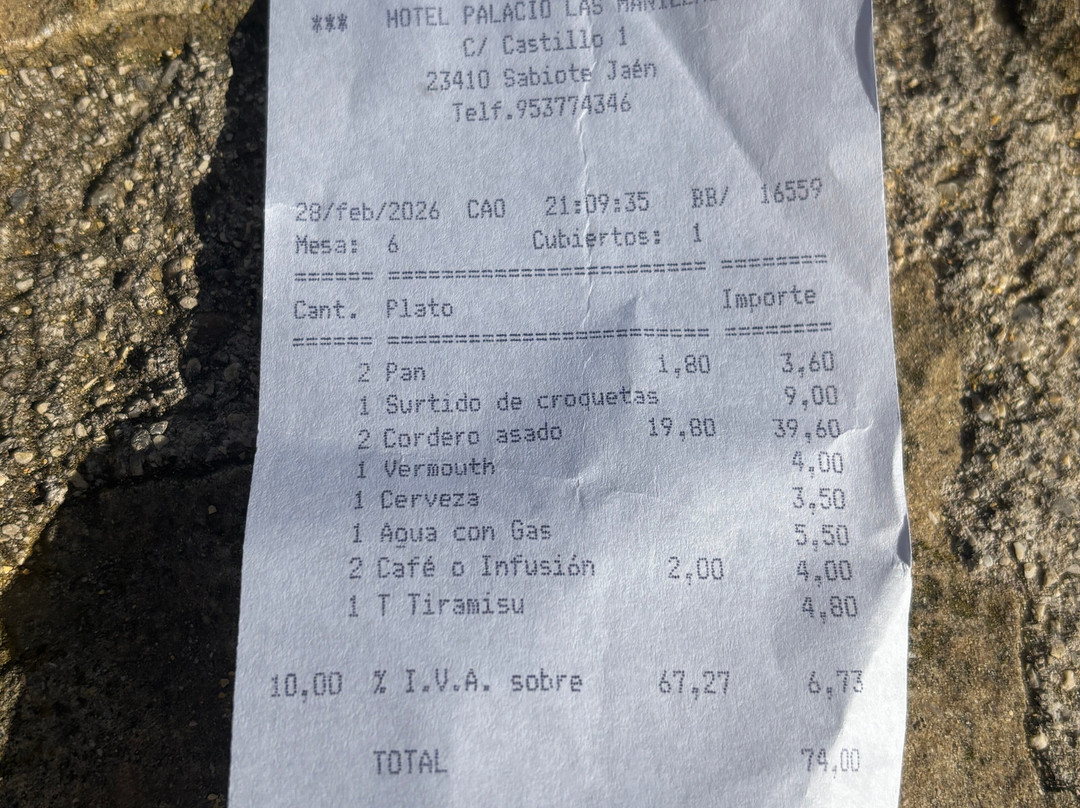 *** HOTEL PALACIO LAS MANILLAS
C/ Castillo 1
23410 Sabiote Jaén
Telf.953774346
28/feb/2026 CAO 21:09:35 BB/ 16559
Mesa: 6 Cubiertos: 1
====== ====================== ========
Cant. Plato Importe
====== ====================== ========
2 Pan 1,80 3,60
1 Surtido de croquetas 9,00
2 Cordero asado 19,80 39,60
1 Vermouth 4,00
1 Cerveza 3,50
1 Agua con Gas 5,50
2 Café o Infusión 2,00 4,00
1 T Tiramisu 4,80
10,00 % I.V.A. sobre 67,27 6,73
TOTAL 74,00